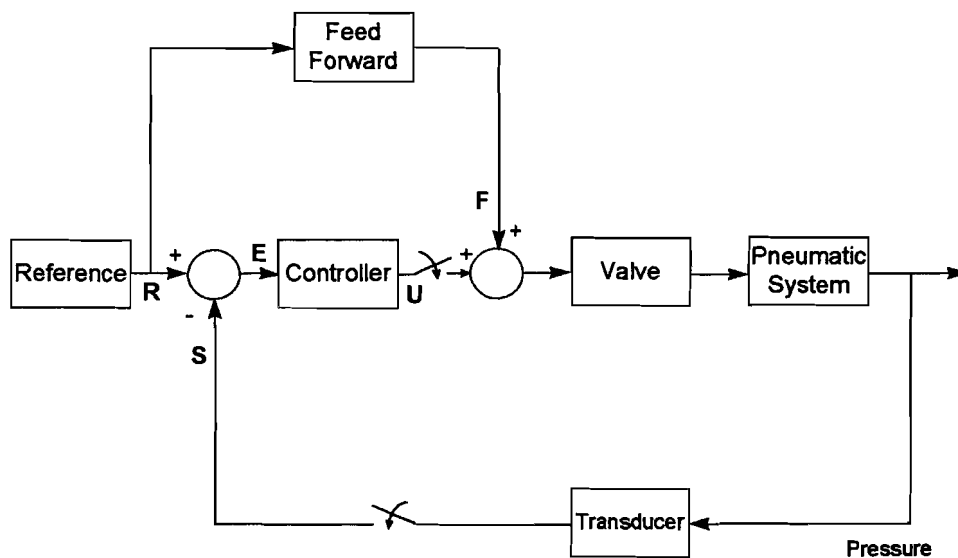 Feed
Forward
F
+
+
E
+
Reference
R
Controller
U
Valve
Pneumatic
System
-
S
Transducer
Pressure